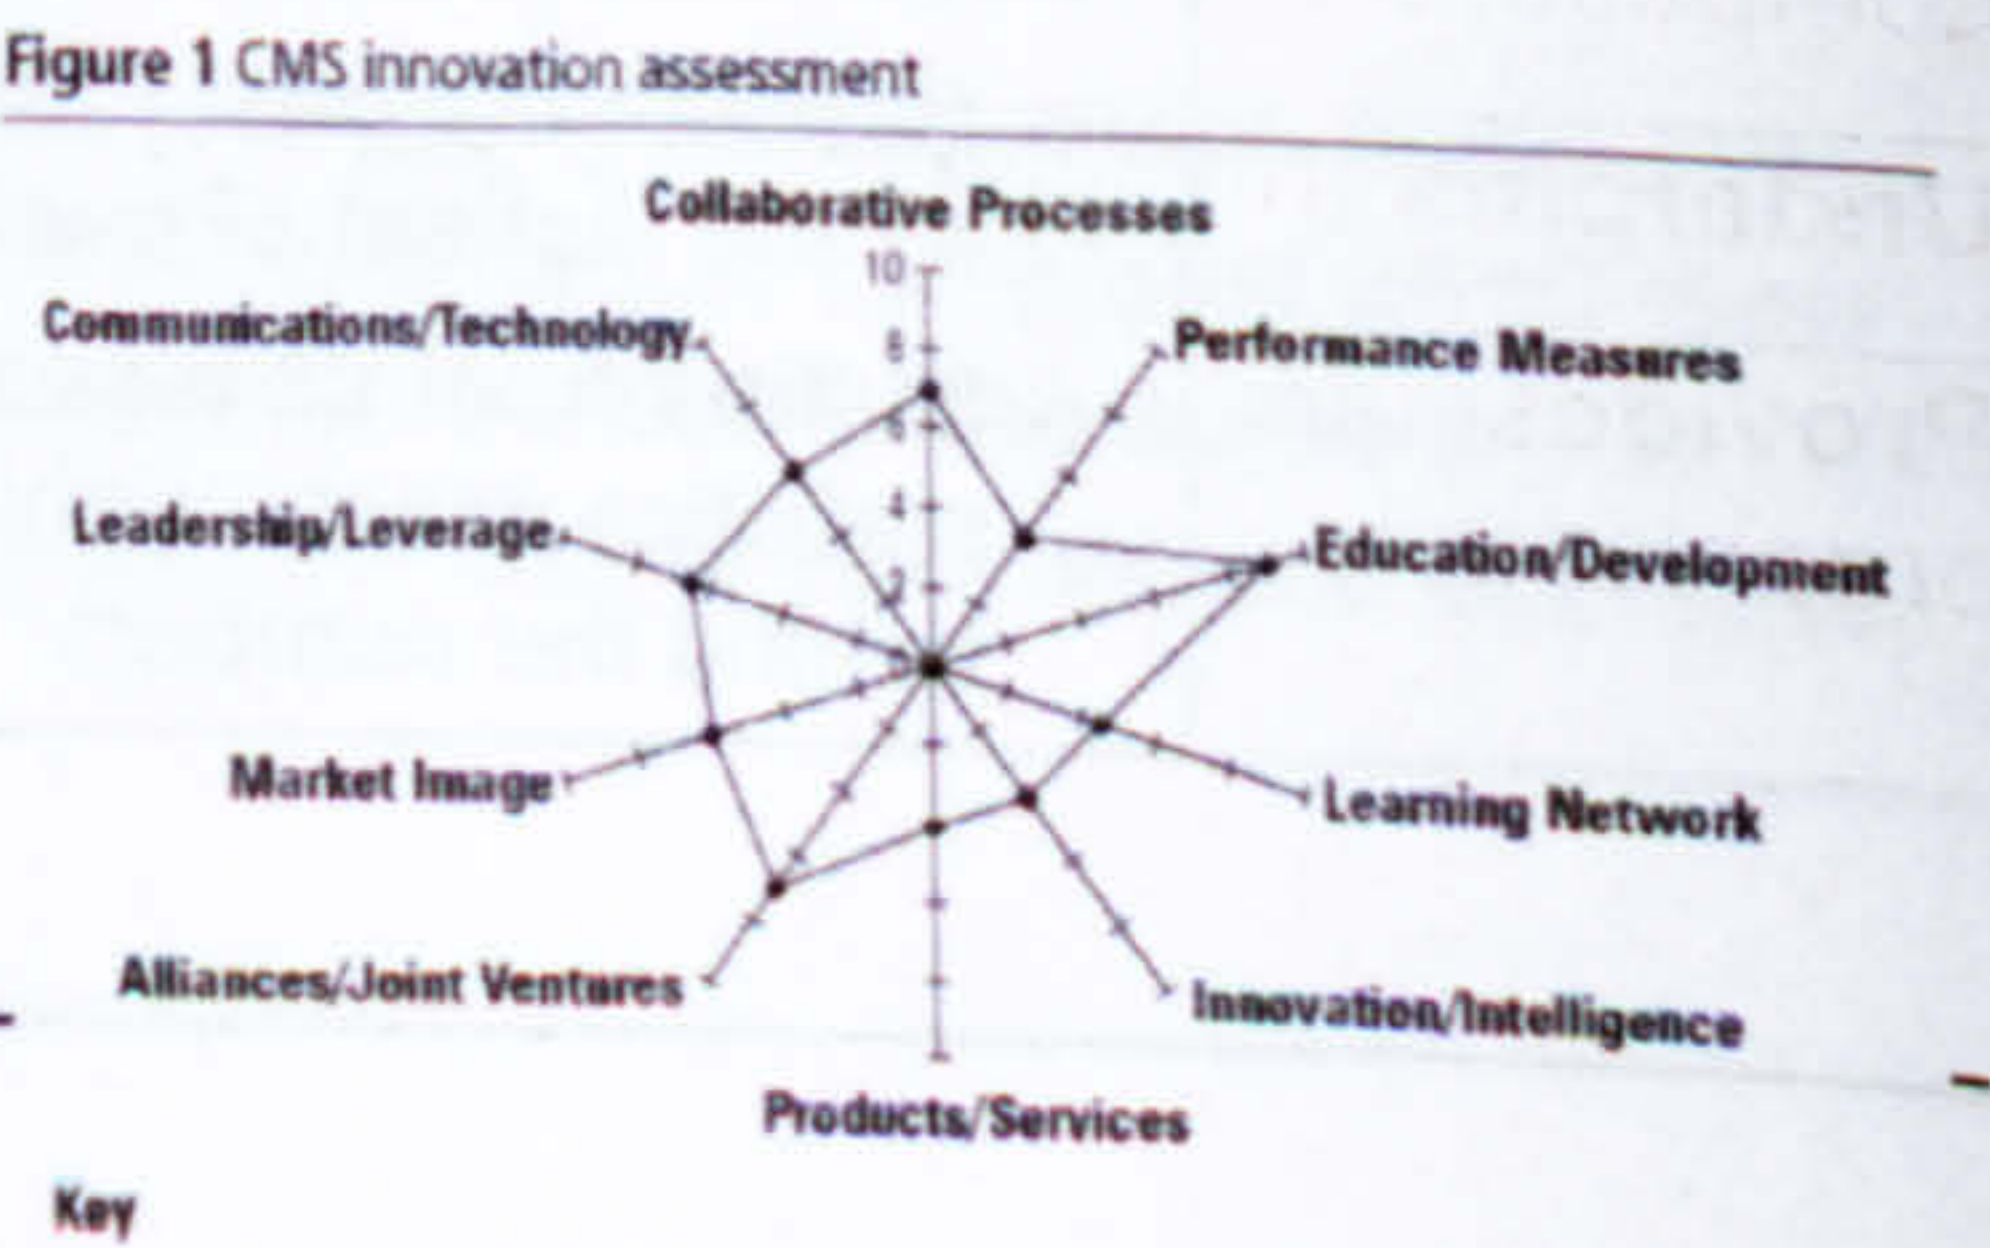 Figure 1 CMS innovation assessment
Collaborative Processes
10
Communications/Technology
8
Performance Measures
6
Leadership/Leverage
4
Education/Development
2
Market Image
Learning Network
Alliances/Joint Ventures
Innovation/Intelligence
Products/Services
Key